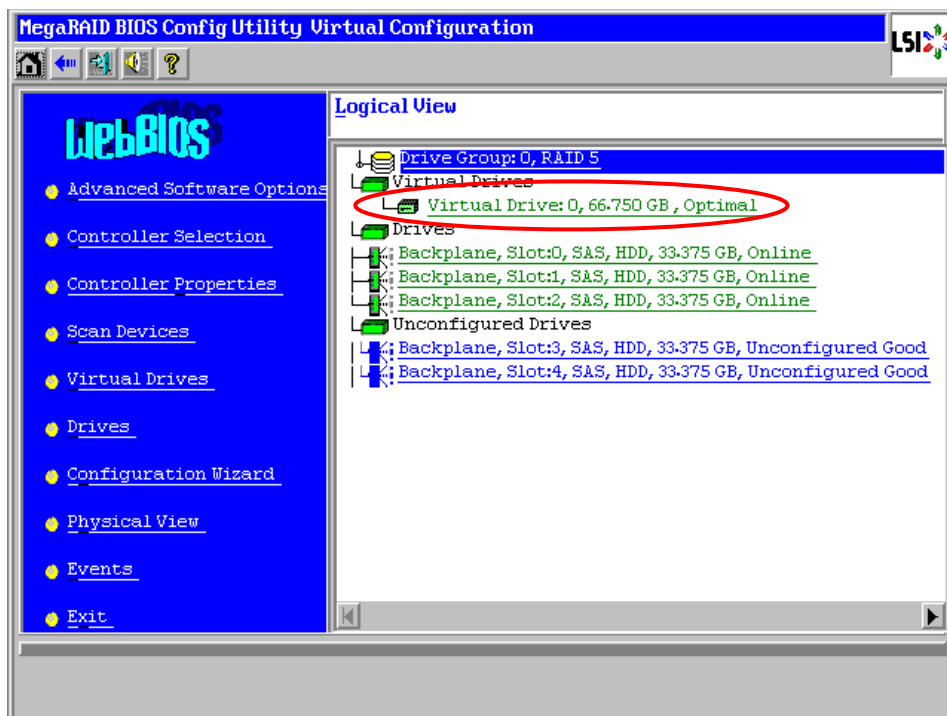 MegaRAID BIOS Config Utility Virtual Configuration
LSI
?
WebBIOS
Advanced Software Options
Controller Selection
Controller Properties
Scan Devices
Virtual Drives
Drives
Configuration Wizard
Physical View
Events
Exit
Logical View
Drive Group: 0, RAID 5
Virtual Drives
Virtual Drive: 0, 66.750 GB , Optimal
Drives
Backplane, Slot:0, SAS, HDD, 33.375 GB, Online
Backplane, Slot:1, SAS, HDD, 33.375 GB, Online
Backplane, Slot:2, SAS, HDD, 33.375 GB, Online
Unconfigured Drives
Backplane, Slot:3, SAS, HDD, 33.375 GB, Unconfigured Good
Backplane, Slot:4, SAS, HDD, 33.375 GB, Unconfigured Good